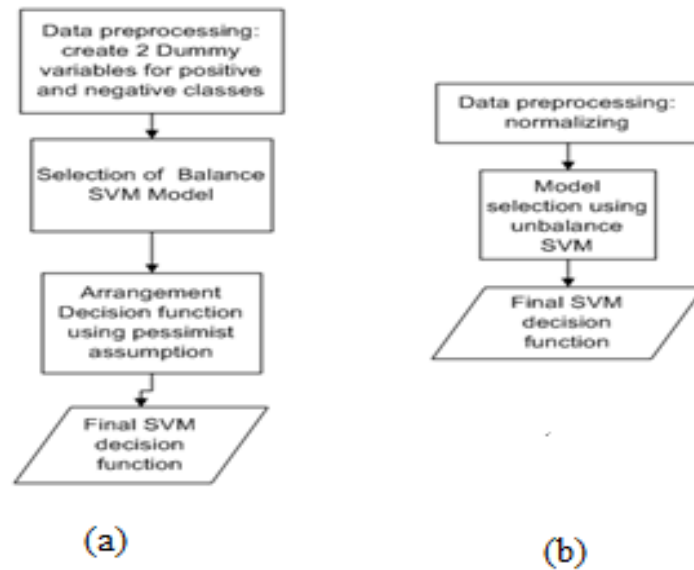 Data preprocessing:
create 2 Dummy
variables for positive
and negative classes
Selection of Balance
SVM Model
Arrangement
Decision function
using pessimist
assumption
Final SVM
decision
function
(a)
Data preprocessing:
normalizing
Model
selection using
unbalance
SVM
Final SVM
decision
function
(b)